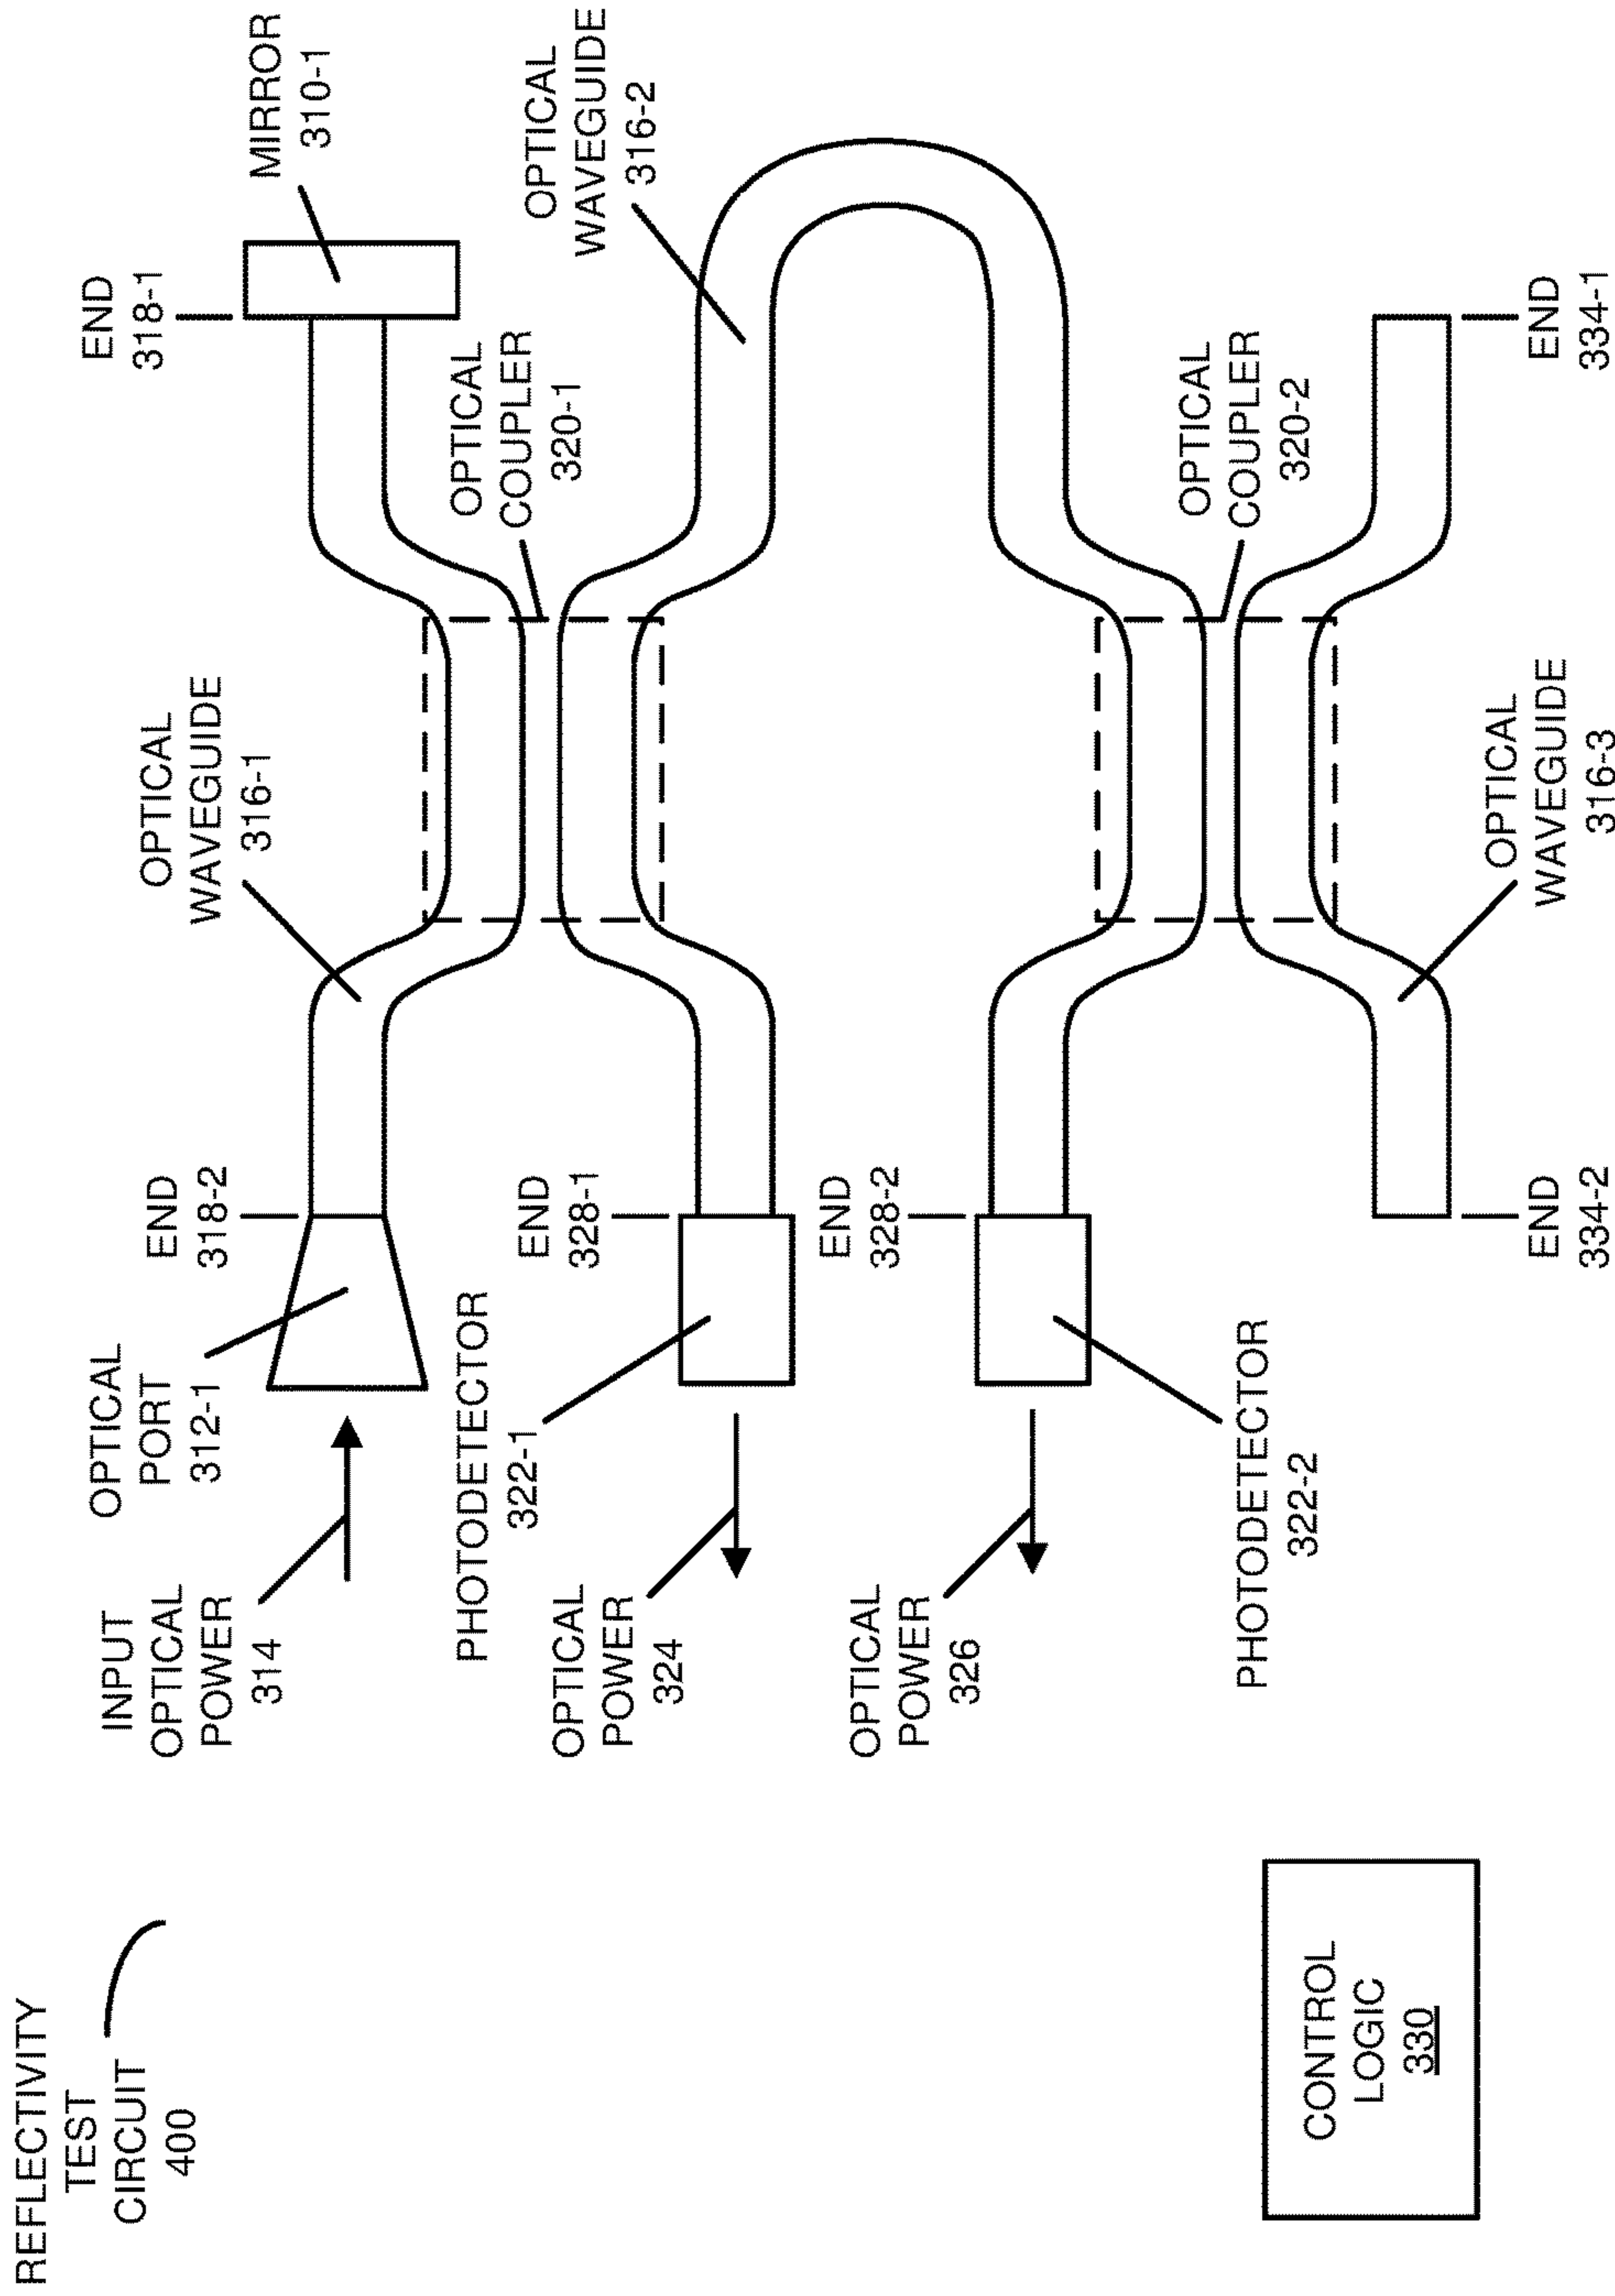 REFLECTIVITY
TEST
CIRCUIT
400
INPUT
OPTICAL
POWER
314
OPTICAL
PORT
312-1
END
318-2
OPTICAL
WAVEGUIDE
316-1
END
318-1
MIRROR
310-1
OPTICAL
COUPLER
320-1
OPTICAL
WAVEGUIDE
316-2
PHOTODETECTOR
322-1
END
328-1
OPTICAL
POWER
324
END
328-2
OPTICAL
POWER
326
PHOTODETECTOR
322-2
OPTICAL
COUPLER
320-2
CONTROL
LOGIC
330
END
334-2
OPTICAL
WAVEGUIDE
316-3
END
334-1